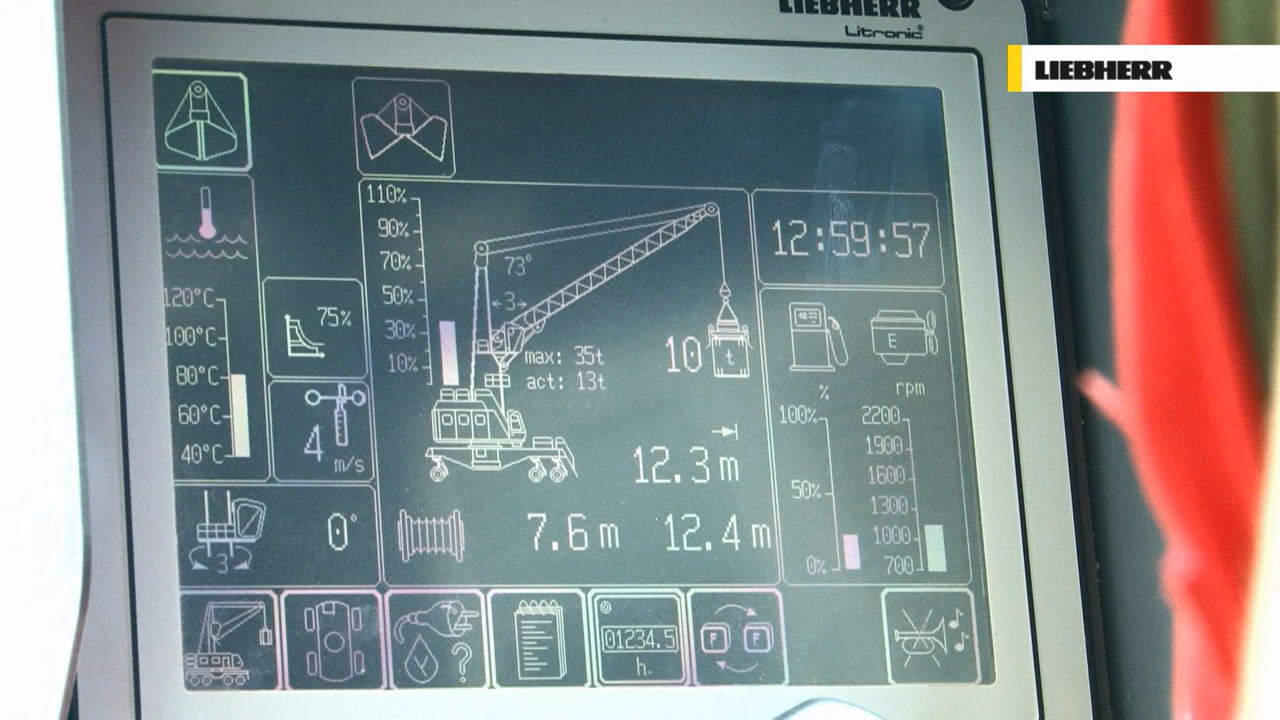 LIEBHERR
Litronic®
LIEBHERR
110%
90%
70%
50%
30%
10%
73°
3
max: 35t
act: 13t
10 t
12:59:57
120°C
100°C
80°C
60°C
40°C
75%
4 m/s
3
0°
12.3 m
7.6 m 12.4 m
E
% rpm
100%
50%
0%
2200
1900
1600
1300
1000
700
?
01234.5
h.
F F